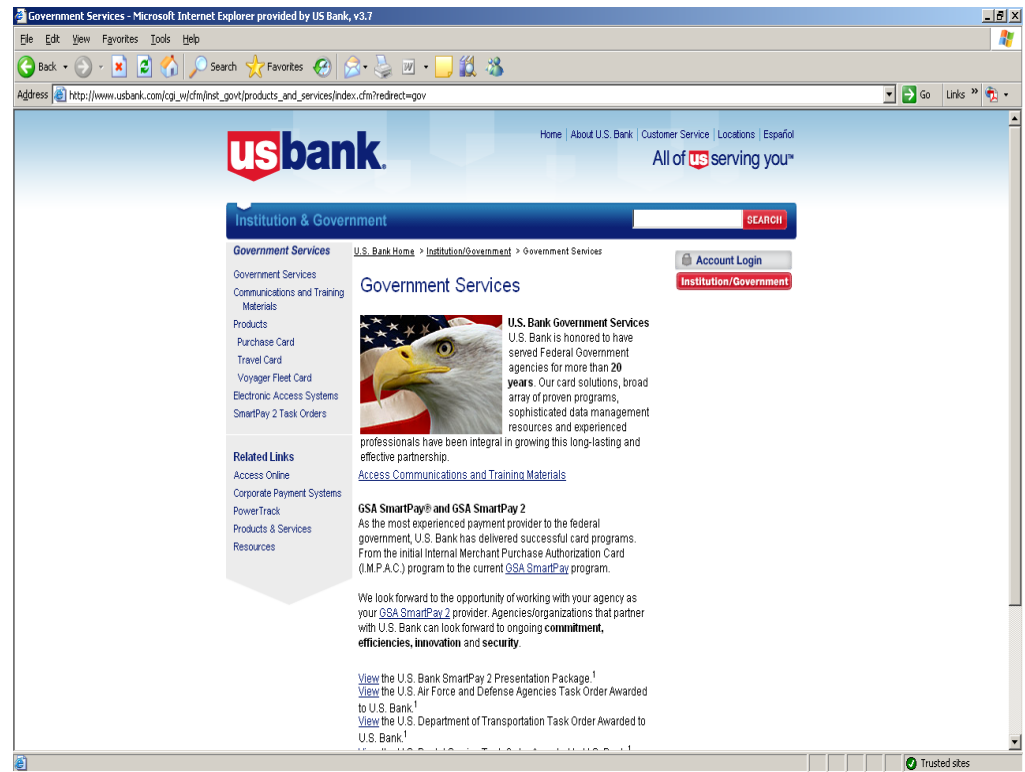 Government Services - Microsoft Internet Explorer provided by US Bank, v3.7
File Edit View Favorites Tools Help
Back Search Favorites
Address http://www.usbank.com/cgi_w/cfm/inst_govt/products_and_services/index.cfm?redirect=gov Go Links »
usbank.
Home | About U.S. Bank | Customer Service | Locations | Español
All of us serving you℠
Institution & Government
SEARCH
Government Services
Government Services
Communications and Training
Materials
Products
Purchase Card
Travel Card
Voyager Fleet Card
Electronic Access Systems
SmartPay 2 Task Orders
Related Links
Access Online
Corporate Payment Systems
PowerTrack
Products & Services
Resources
U.S. Bank Home > Institution/Government > Government Services
Government Services
U.S. Bank Government Services
U.S. Bank is honored to have
served Federal Government
agencies for more than 20
years. Our card solutions, broad
array of proven programs,
sophisticated data management
resources and experienced
professionals have been integral in growing this long-lasting and
effective partnership.
Access Communications and Training Materials
GSA SmartPay® and GSA SmartPay 2
As the most experienced payment provider to the federal
government, U.S. Bank has delivered successful card programs.
From the initial Internal Merchant Purchase Authorization Card
(I.M.P.A.C.) program to the current GSA SmartPay program.
We look forward to the opportunity of working with your agency as
your GSA SmartPay 2 provider. Agencies/organizations that partner
with U.S. Bank can look forward to ongoing commitment,
efficiencies, innovation and security.
View the U.S. Bank SmartPay 2 Presentation Package.1
View the U.S. Air Force and Defense Agencies Task Order Awarded
to U.S. Bank.1
View the U.S. Department of Transportation Task Order Awarded to
U.S. Bank.1
Account Login
Institution/Government
Trusted sites